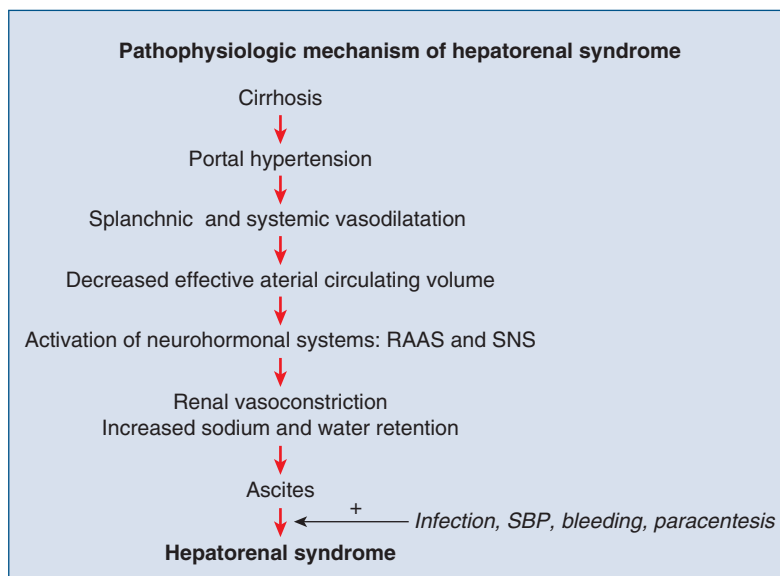 Pathophysiologic mechanism of hepatorenal syndrome
Cirrhosis
Portal hypertension
Splanchnic and systemic vasodilatation
Decreased effective aterial circulating volume
Activation of neurohormonal systems: RAAS and SNS
Renal vasoconstriction
Increased sodium and water retention
Ascites
+
Infection, SBP, bleeding, paracentesis
Hepatorenal syndrome